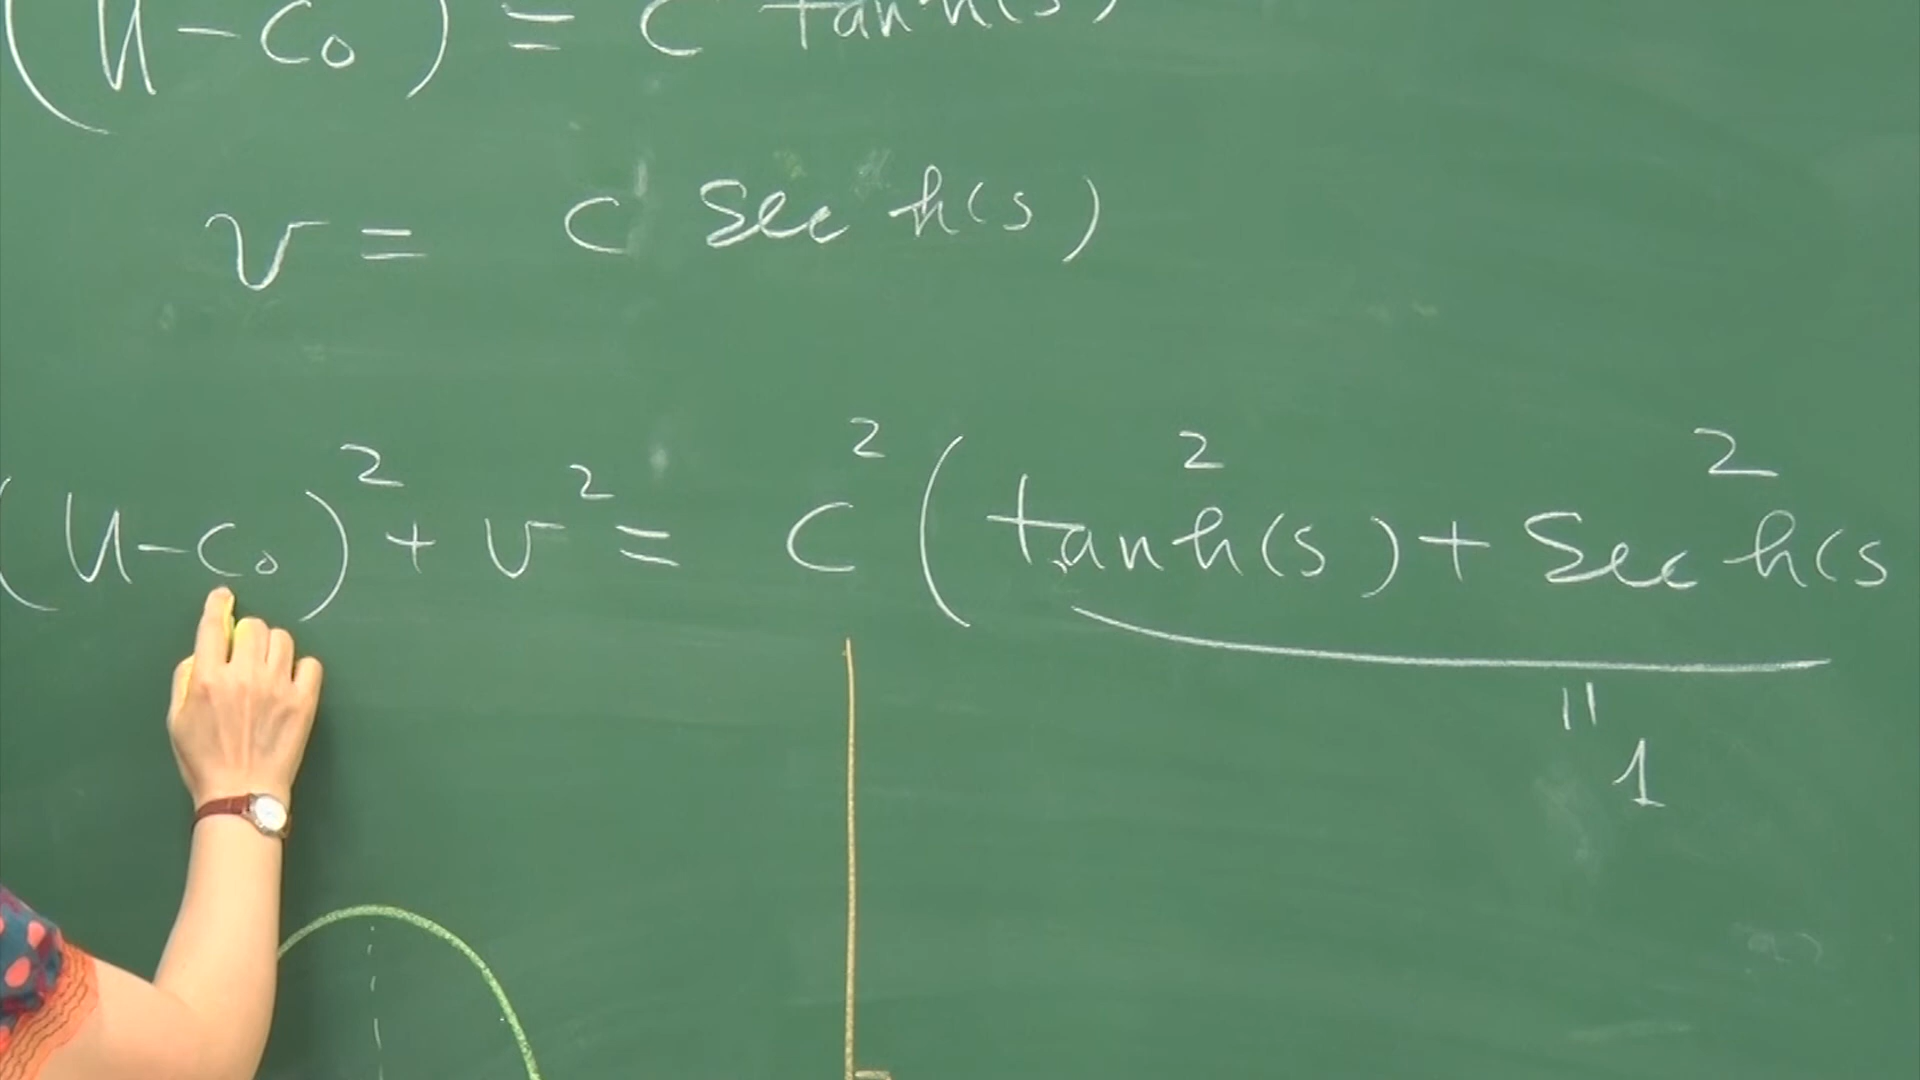 (u - c₀) = c tanh(s)
v = c sech(s)
(u - c₀)² + v² = c² (tanh²(s) + sech²(s
"
1